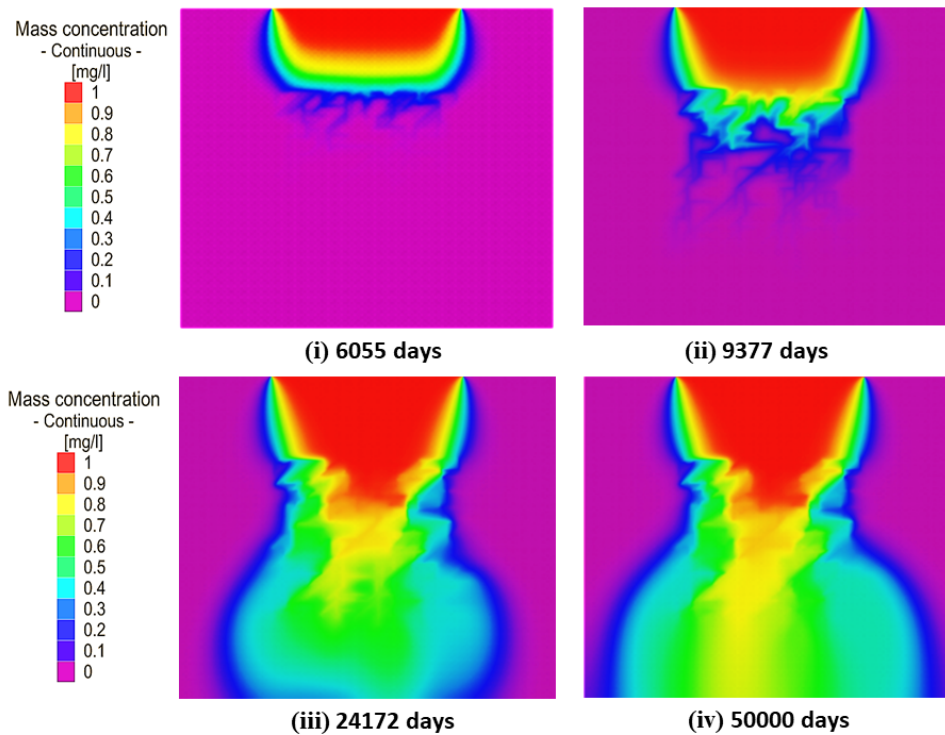 Mass concentration
- Continuous -
[mg/l]
1
0.9
0.8
0.7
0.6
0.5
0.4
0.3
0.2
0.1
0
(i) 6055 days
(ii) 9377 days
Mass concentration
- Continuous -
[mg/l]
1
0.9
0.8
0.7
0.6
0.5
0.4
0.3
0.2
0.1
0
(iii) 24172 days
(iv) 50000 days